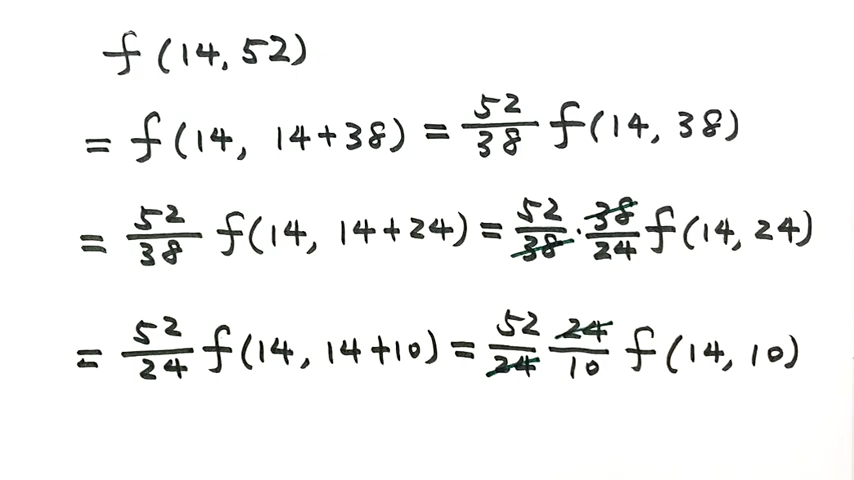 f(14, 52)
= f(14, 14+38) = 52/38 f(14, 38)
= 52/38 f(14, 14+24) = 52/38 · 38/24 f(14, 24)
= 52/24 f(14, 14+10) = 52/24 24/10 f(14, 10)